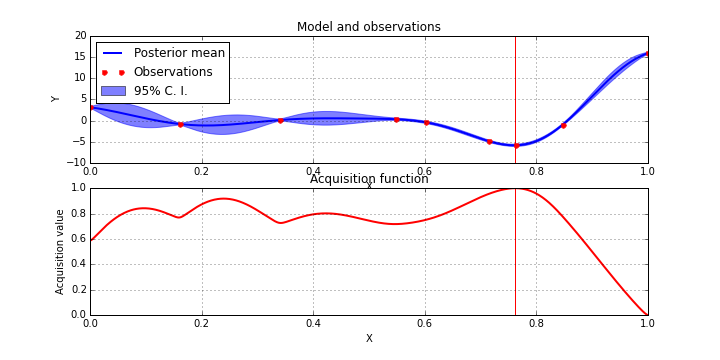 Model and observations
Y
20
15
10
5
0
−5
−10
Posterior mean
Observations
95% C. I.
0.0 0.2 0.4 0.6 0.8 1.0
X
Acquisition function
Acquisition value
1.0
0.8
0.6
0.4
0.2
0.0
0.0 0.2 0.4 0.6 0.8 1.0
X